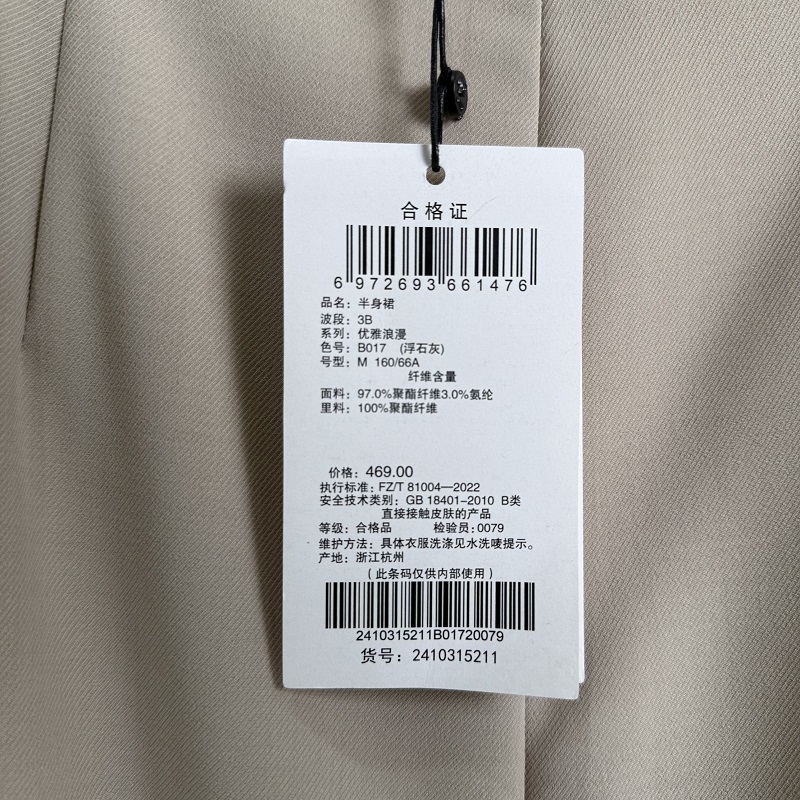 合格证
6 972693 661476
品名：半身裙
波段：3B
系列：优雅浪漫
色号：B017 (浮石灰)
号型：M 160/66A
纤维含量
面料：97.0%聚酯纤维3.0%氨纶
里料：100%聚酯纤维
价格：469.00
执行标准：FZ/T 81004—2022
安全技术类别：GB 18401–2010 B类
直接接触皮肤的产品
等级：合格品 检验员：0079
维护方法：具体衣服洗涤见水洗唛提示。
产地：浙江杭州
(此条码仅供内部使用)
2410315211B01720079
货号：2410315211